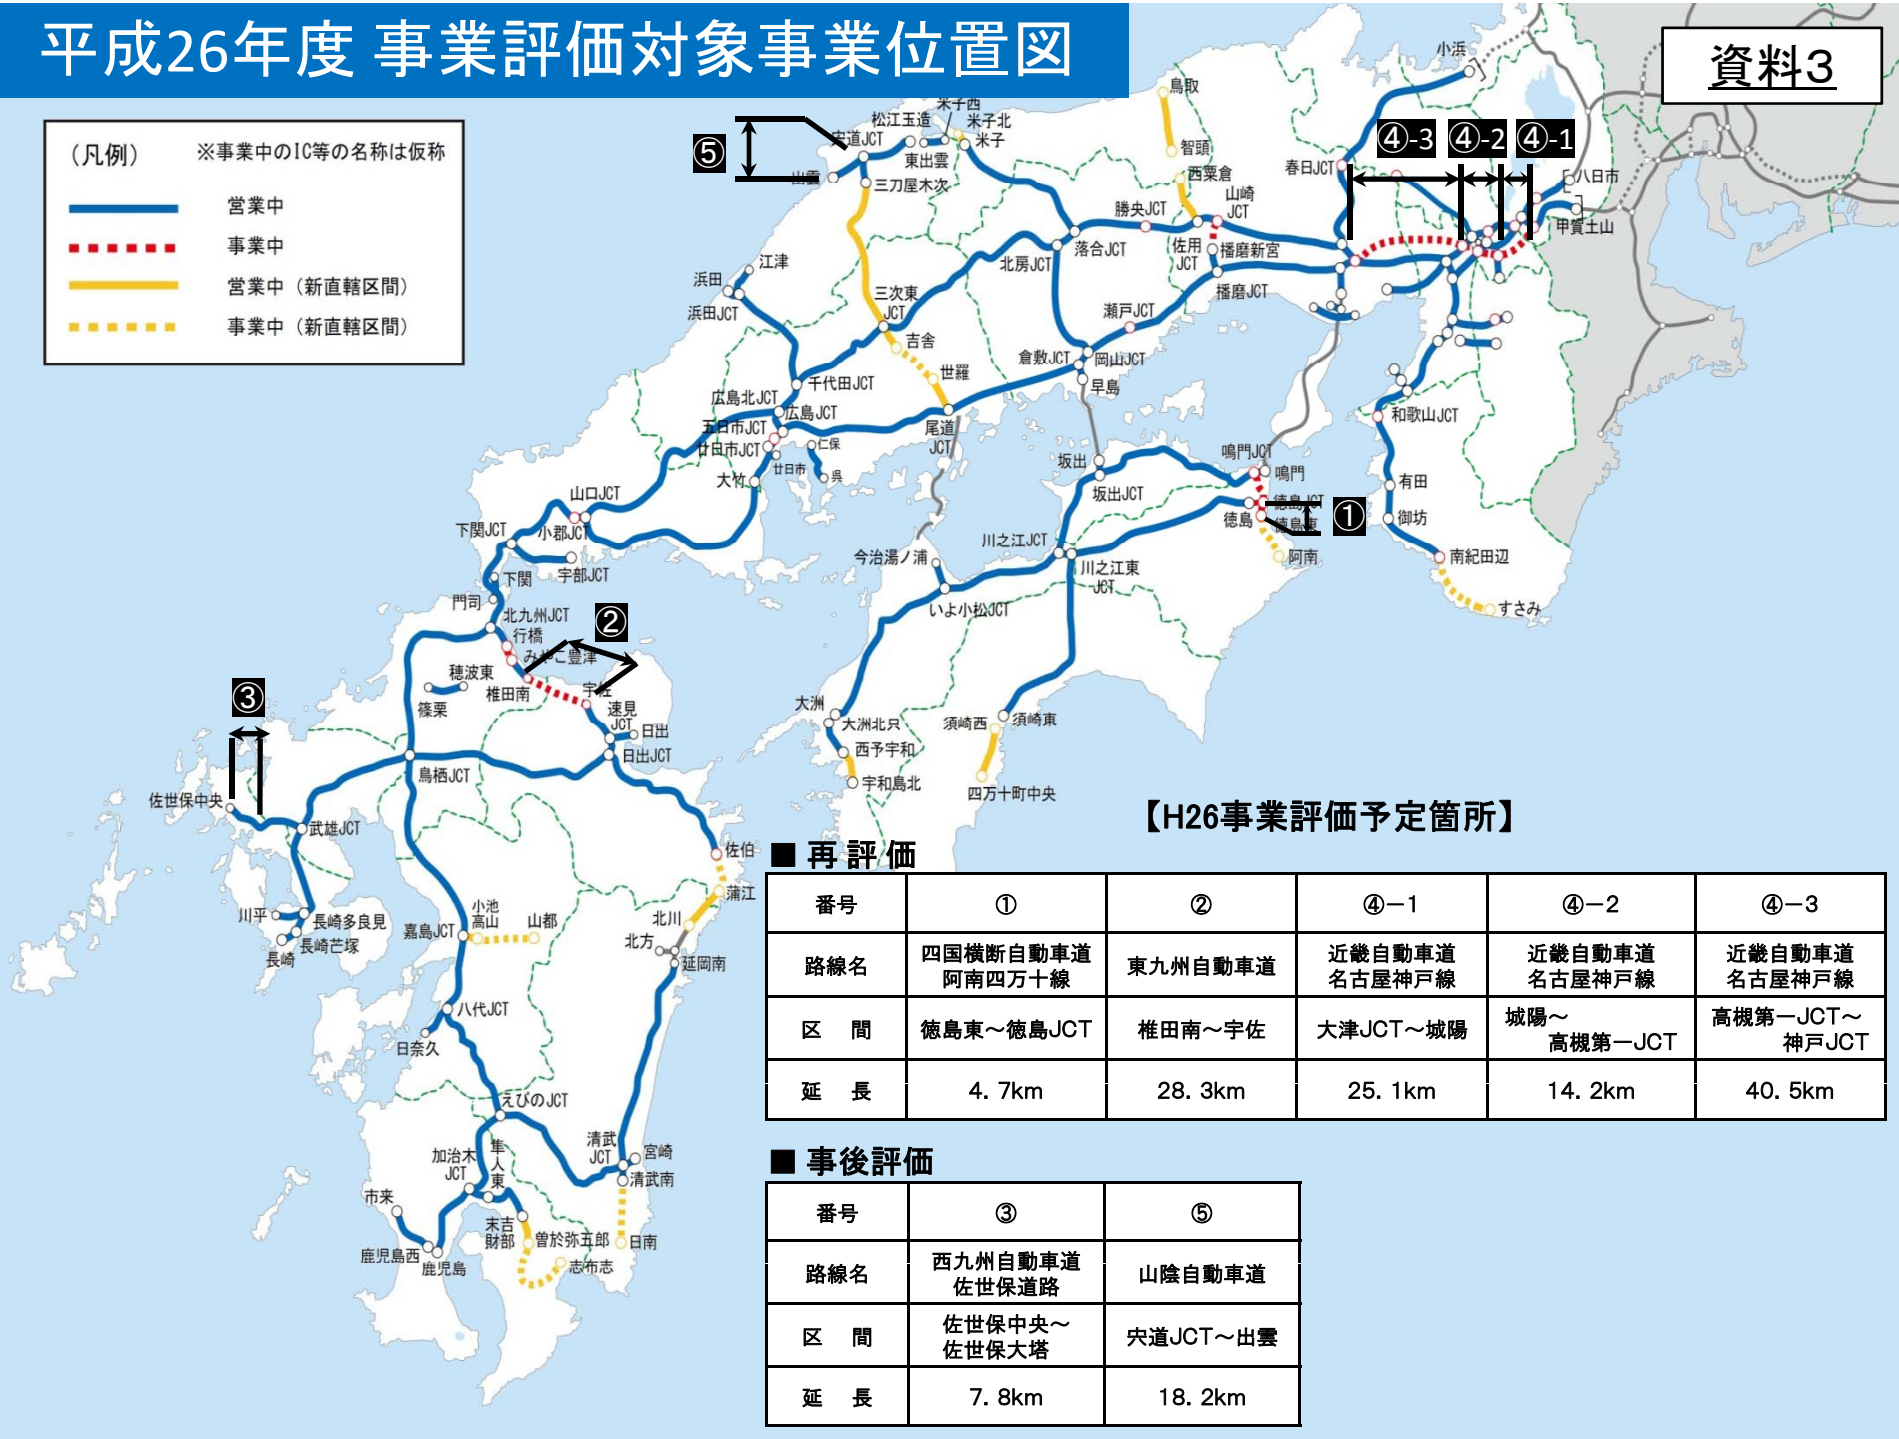 平成26年度 事業評価対象事業位置図
資料3
（凡例）
※事業中のIC等の名称は仮称
営業中
事業中
営業中（新直轄区間）
事業中（新直轄区間）
小浜
鳥取
米子西
松江玉造
米子北
宍道JCT
米子
東出雲
⑤
④-3
④-2
④-1
智頭
春日JCT
八日市
出雲
三刀屋木次
西粟倉
山崎
JCT
勝央JCT
甲賀土山
落合JCT
佐用
JCT
播磨新宮
北房JCT
江津
浜田
浜田JCT
三次東
JCT
播磨JCT
瀬戸JCT
吉舎
倉敷JCT
岡山JCT
世羅
早島
千代田JCT
広島北JCT
広島JCT
五日市JCT
廿日市JCT
仁保
廿日市
呉
大竹
尾道
JCT
和歌山JCT
坂出
坂出JCT
鳴門JCT
鳴門
有田
山口JCT
徳島JCT
徳島
徳島東
①
御坊
下関JCT
小郡JCT
川之江JCT
今治湯ノ浦
阿南
南紀田辺
下関
宇部JCT
川之江東
JCT
門司
北九州JCT
②
いよ小松JCT
すさみ
行橋
みやこ豊津
穂波東
椎田南
宇佐
篠栗
③
速見
JCT
日出
大洲
大洲北只
須崎西
須崎東
日出JCT
西予宇和
鳥栖JCT
宇和島北
四万十町中央
佐世保中央
武雄JCT
佐伯
蒲江
川平
長崎多良見
長崎芒塚
長崎
小池
高山
山都
嘉島JCT
北川
北方
延岡南
八代JCT
日奈久
えびのJCT
清武
JCT
宮崎
清武南
加治木
JCT
隼人東
市来
末吉
財部
曽於弥五郎
日南
鹿児島西
鹿児島
志布志
【H26事業評価予定箇所】
■ 再評価
番号 ① ② ④－1 ④－2 ④－3
路線名 四国横断自動車道 阿南四万十線 東九州自動車道 近畿自動車道 名古屋神戸線 近畿自動車道 名古屋神戸線 近畿自動車道 名古屋神戸線
区　間 徳島東～徳島JCT 椎田南～宇佐 大津JCT～城陽 城陽～ 高槻第一JCT 高槻第一JCT～ 神戸JCT
延　長 4．7km 28．3km 25．1km 14．2km 40．5km
■ 事後評価
番号 ③ ⑤
路線名 西九州自動車道 佐世保道路 山陰自動車道
区　間 佐世保中央～ 佐世保大塔 宍道JCT～出雲
延　長 7．8km 18．2km